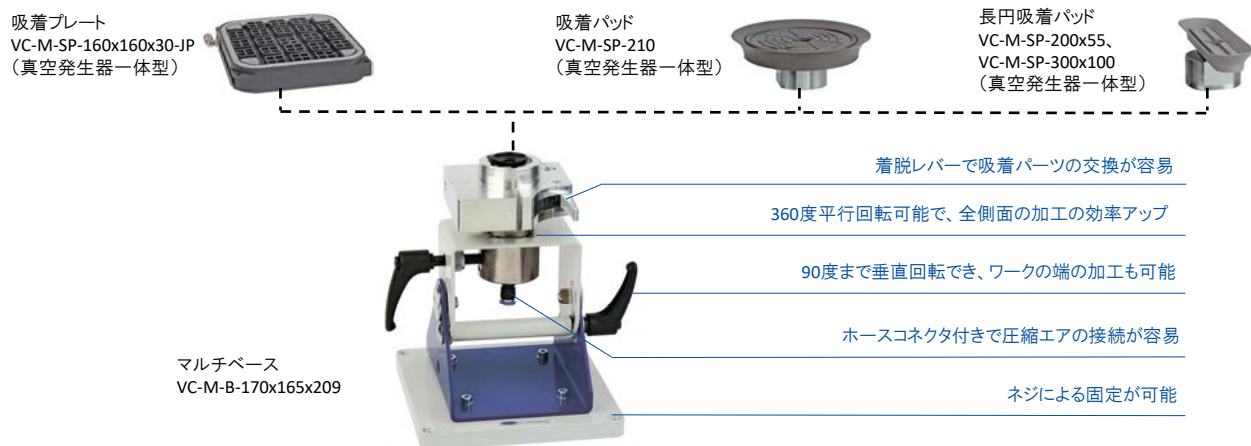 吸着プレート
VC-M-SP-160x160x30-JP
（真空発生器一体型）
吸着パッド
VC-M-SP-210
（真空発生器一体型）
長円吸着パッド
VC-M-SP-200x55、
VC-M-SP-300x100
（真空発生器一体型）
着脱レバーで吸着パーツの交換が容易
360度平行回転可能で、全側面の加工の効率アップ
90度まで垂直回転でき、ワークの端の加工も可能
ホースコネクタ付きで圧縮エアの接続が容易
マルチベース
VC-M-B-170x165x209
ネジによる固定が可能